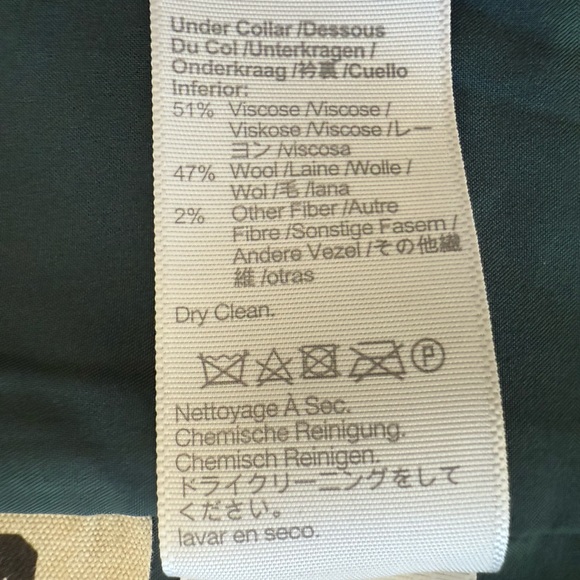 Under Collar /Dessous
Du Col /Unterkragen /
Onderkraag /衿裏 /Cuello
Inferior:
51% Viscose /Viscose /
Viskose /Viscose /レー
ヨン /viscosa
47% Wool /Laine /Wolle /
Wol /毛 /lana
2% Other Fiber /Autre
Fibre /Sonstige Fasern /
Andere Vezel /その他繊
維 /otras
Dry Clean.
P
Nettoyage À Sec.
Chemische Reinigung.
Chemisch Reinigen.
ドライクリーニングをして
ください。
lavar en seco.